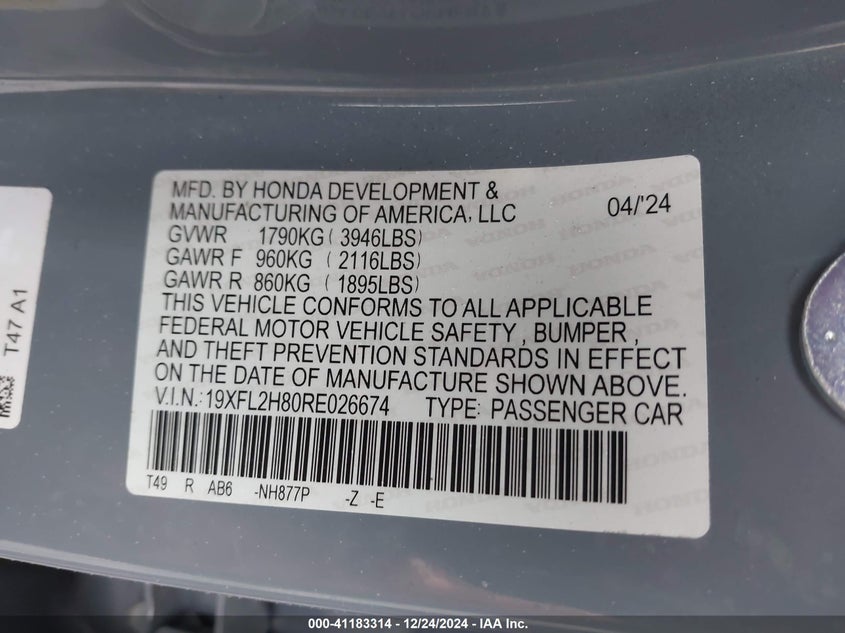 MFD. BY HONDA DEVELOPMENT &
MANUFACTURING OF AMERICA, LLC 04/'24
GVWR 1790KG ( 3946LBS)
GAWR F 960KG ( 2116LBS)
GAWR R 860KG ( 1895LBS)
THIS VEHICLE CONFORMS TO ALL APPLICABLE
FEDERAL MOTOR VEHICLE SAFETY , BUMPER ,
AND THEFT PREVENTION STANDARDS IN EFFECT
ON THE DATE OF MANUFACTURE SHOWN ABOVE.
V.I.N.: 19XFL2H80RE026674 TYPE: PASSENGER CAR
T49 R AB6 -NH877P -Z -E
T47 A1
000-41183314 - 12/24/2024 - IAA Inc.